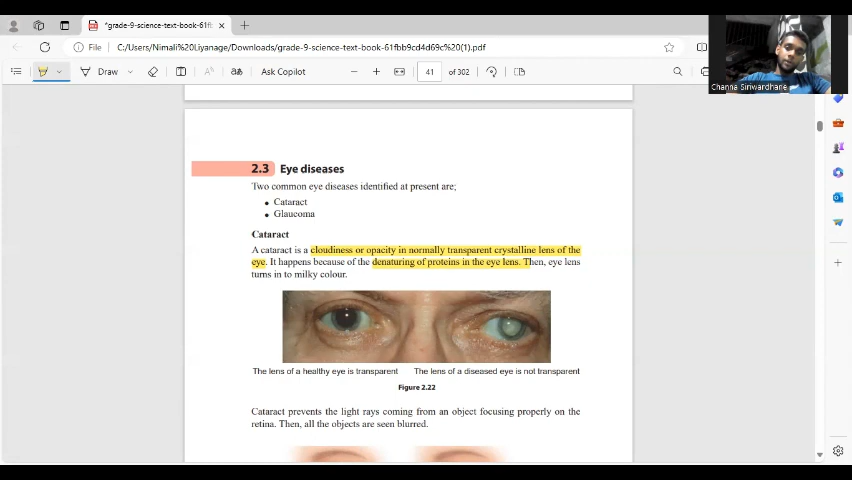 *grade-9-science-text-book-61f
File
C:/Users/Nimali%20Liyanage/Downloads/grade-9-science-text-book-61fbb9cd4d69c%20(1).pdf
Draw
Ask Copilot
41 of 302
Channa Siriwardhane
2.3 Eye diseases
Two common eye diseases identified at present are;
• Cataract
• Glaucoma
Cataract
A cataract is a cloudiness or opacity in normally transparent crystalline lens of the
eye. It happens because of the denaturing of proteins in the eye lens. Then, eye lens
turns in to milky colour.
The lens of a healthy eye is transparent
The lens of a diseased eye is not transparent
Figure 2.22
Cataract prevents the light rays coming from an object focusing properly on the
retina. Then, all the objects are seen blurred.